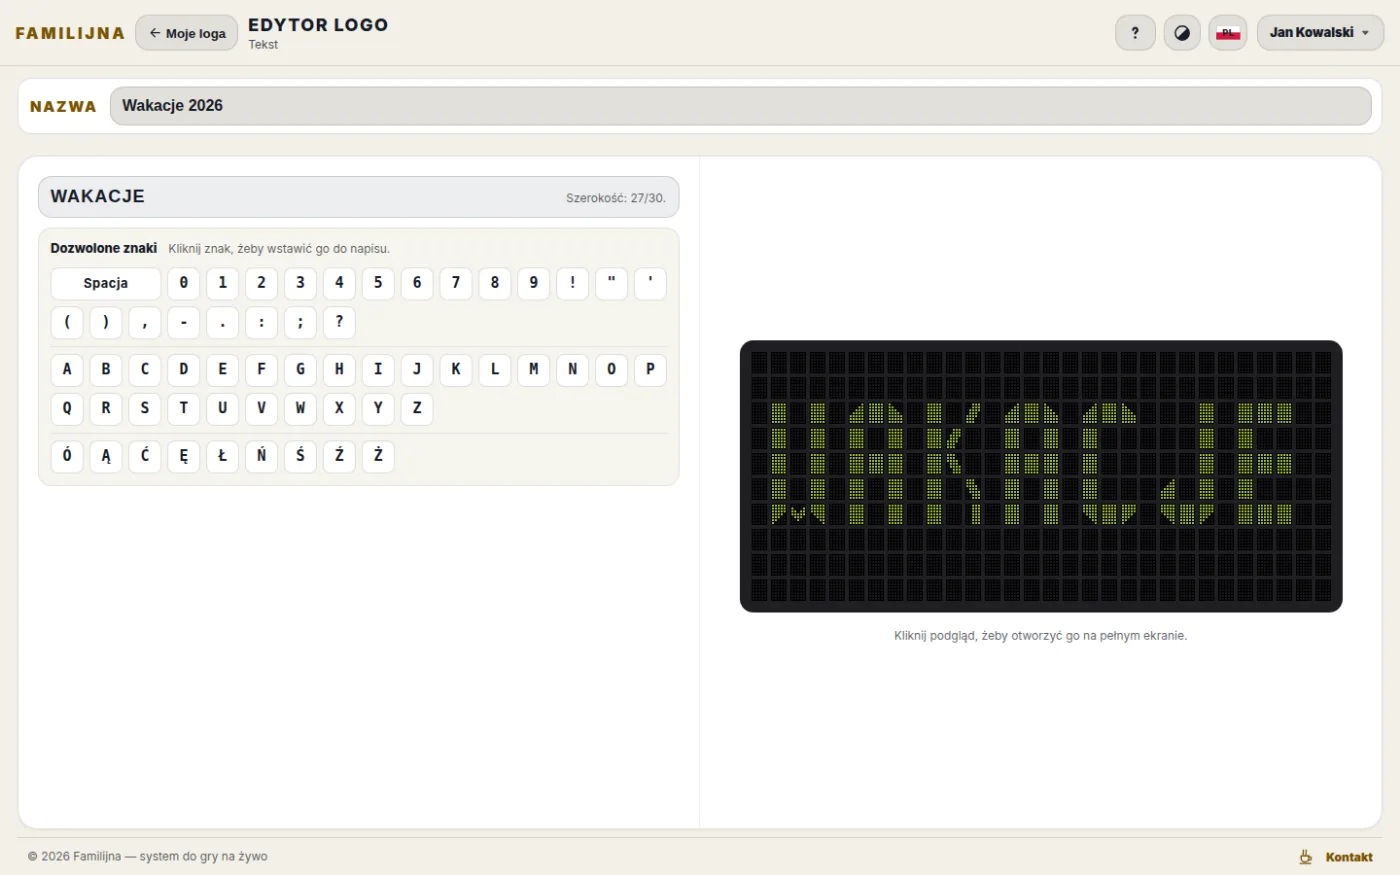 FAMILIJNA
← Moje loga
EDYTOR LOGO
Tekst
?
PL
Jan Kowalski
NAZWA
Wakacje 2026
WAKACJE
Szerokość: 27/30.
Dozwolone znaki Kliknij znak, żeby wstawić go do napisu.
Spacja 0 1 2 3 4 5 6 7 8 9 ! " '
( ) , - . : ; ?
A B C D E F G H I J K L M N O P
Q R S T U V W X Y Z
Ó Ą Ć Ę Ł Ń Ś Ź Ż
WAKACJE
Kliknij podgląd, żeby otworzyć go na pełnym ekranie.
© 2026 Familijna — system do gry na żywo
Kontakt